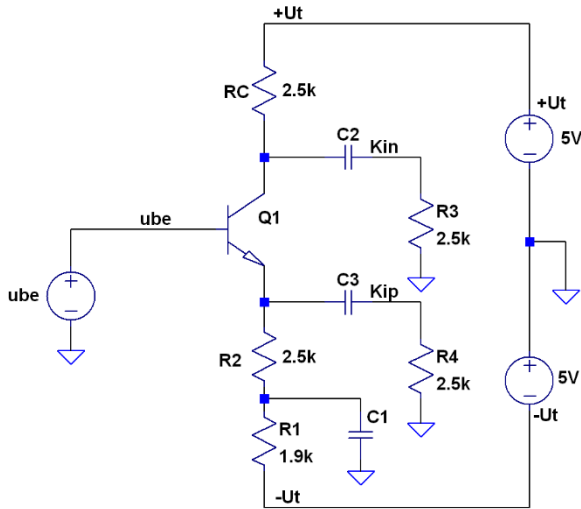 +Ut
RC
2.5k
+Ut
5V
C2
Kin
ube
Q1
R3
2.5k
ube
C3
Kip
R2
2.5k
R4
2.5k
5V
-Ut
C1
R1
1.9k
-Ut